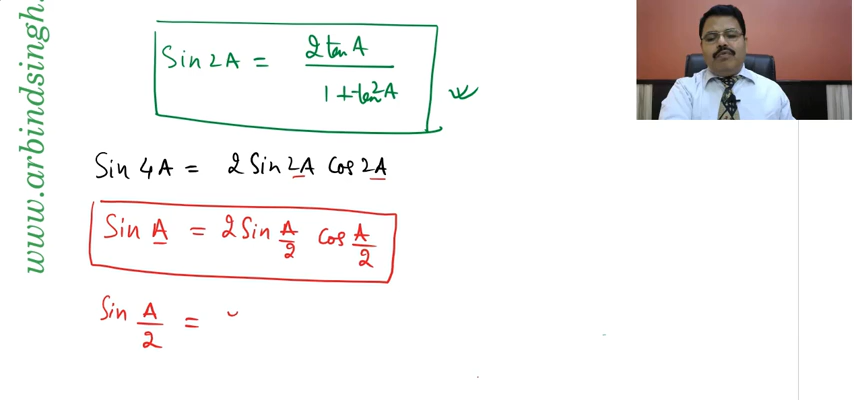 www.arbindsingh.
Sin 2A = 2 tan A / 1 + tan²A
Sin 4A = 2 Sin 2A Cos 2A
Sin A = 2 Sin A/2 Cos A/2
Sin A/2 =